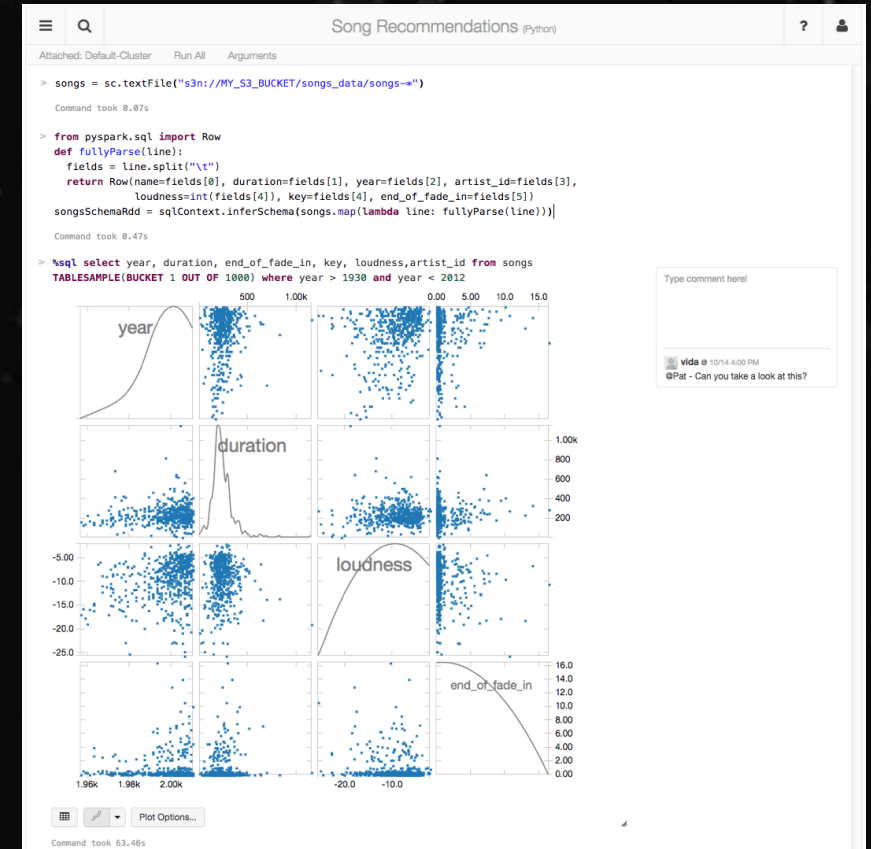 Song Recommendations (Python)
?
Attached: Default-Cluster Run All Arguments
> songs = sc.textFile("s3n://MY_S3_BUCKET/songs_data/songs-*")
Command took 0.07s
> from pyspark.sql import Row
def fullyParse(line):
fields = line.split("\t")
return Row(name=fields[0], duration=fields[1], year=fields[2], artist_id=fields[3],
loudness=int(fields[4]), key=fields[4], end_of_fade_in=fields[5])
songsSchemaRdd = sqlContext.inferSchema(songs.map(lambda line: fullyParse(line)))
Command took 0.47s
> %sql select year, duration, end_of_fade_in, key, loudness,artist_id from songs
TABLESAMPLE(BUCKET 1 OUT OF 1000) where year > 1930 and year < 2012
Type comment here!
vida @ 10/14 4:00 PM
@Pat - Can you take a look at this?
500 1.00k 0.00 5.00 10.0 15.0
year
duration
1.00k
800
600
400
200
loudness
-5.00
-10.0
-15.0
-20.0
-25.0
end_of_fade_in
16.0
14.0
12.0
10.0
8.00
6.00
4.00
2.00
0.00
1.96k 1.98k 2.00k -20.0 -10.0
Plot Options...
Command took 63.46s